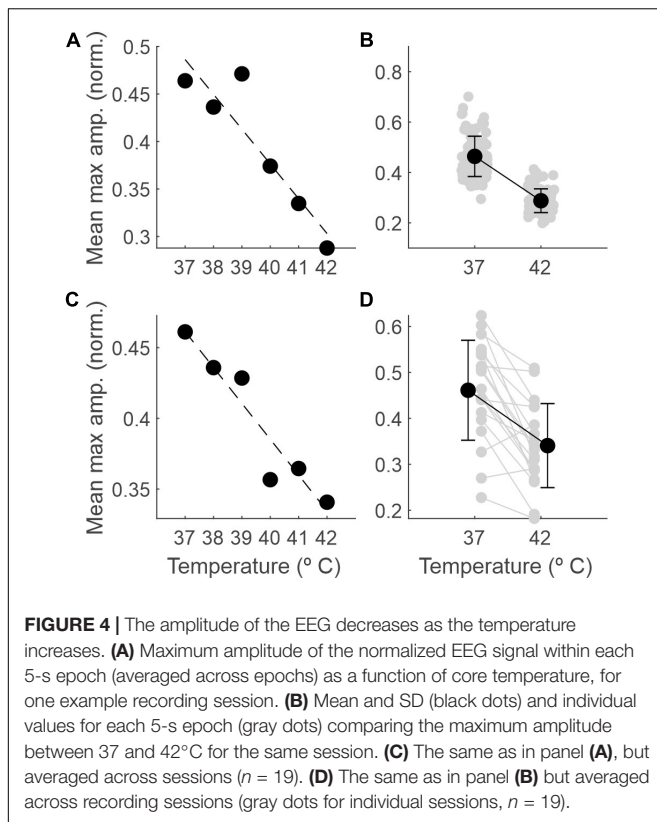 A
B
Mean max amp. (norm.)
0.5
0.45
0.4
0.35
0.3
37 38 39 40 41 42
0.8
0.6
0.4
0.2
37 42
C
D
Mean max amp. (norm.)
0.45
0.4
0.35
37 38 39 40 41 42
Temperature (º C)
0.6
0.5
0.4
0.3
0.2
37 42
Temperature (º C)
FIGURE 4 | The amplitude of the EEG decreases as the temperature
increases. (A) Maximum amplitude of the normalized EEG signal within each
5-s epoch (averaged across epochs) as a function of core temperature, for
one example recording session. (B) Mean and SD (black dots) and individual
values for each 5-s epoch (gray dots) comparing the maximum amplitude
between 37 and 42°C for the same session. (C) The same as in panel (A), but
averaged across sessions (n = 19). (D) The same as in panel (B) but averaged
across recording sessions (gray dots for individual sessions, n = 19).